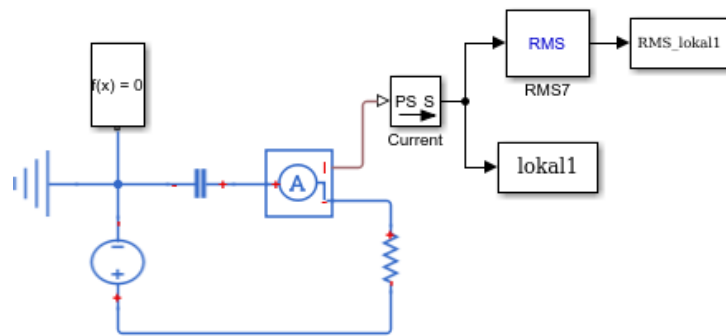 RMS
RMS_lokal1
RMS7
f(x) = 0
PS S
Current
lokal1
I
A
- +
+
-
+
-
-
-
+
+